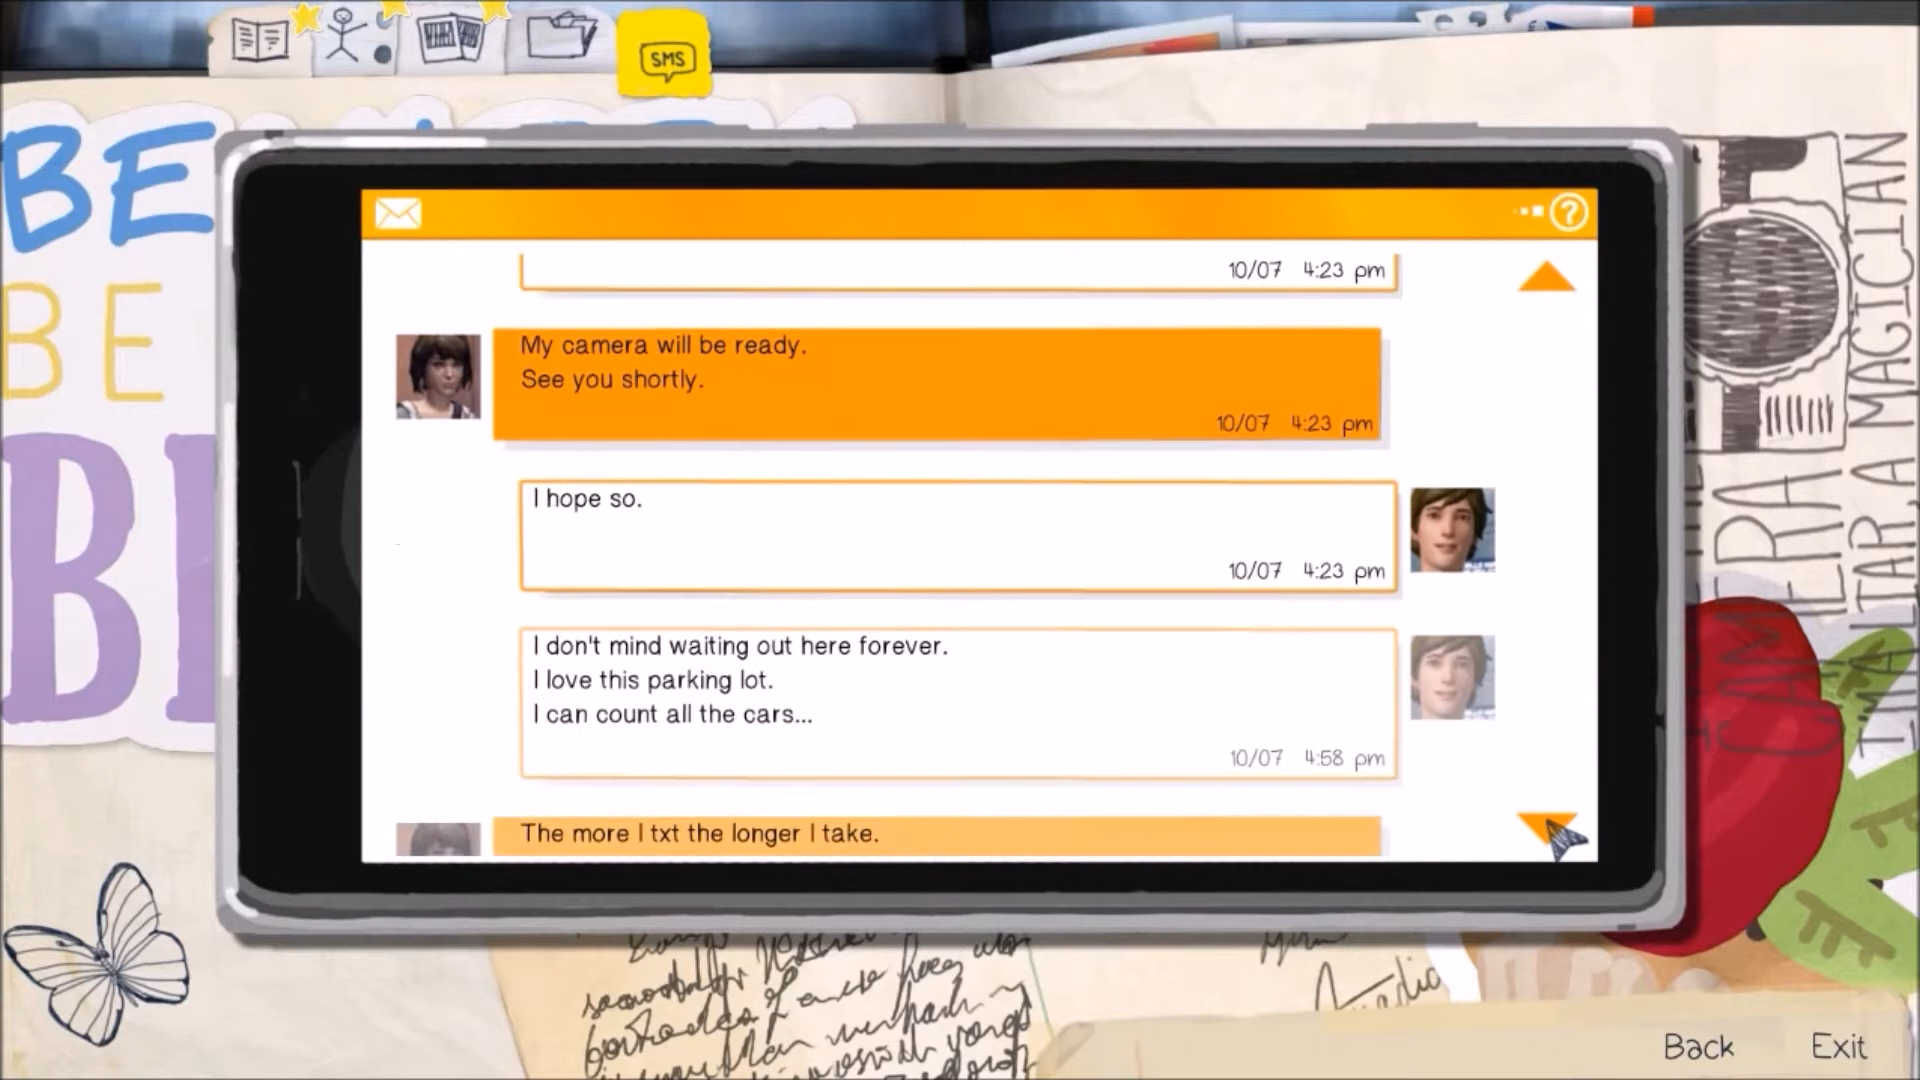 SMS
BE
BE
10/07 4:23 pm
My camera will be ready.
See you shortly.
10/07 4:23 pm
I hope so.
10/07 4:23 pm
I don't mind waiting out here forever.
I love this parking lot.
I can count all the cars...
10/07 4:58 pm
The more I txt the longer I take.
CAMERA
I'M A LIAR, A MAGICIAN
Back
Exit